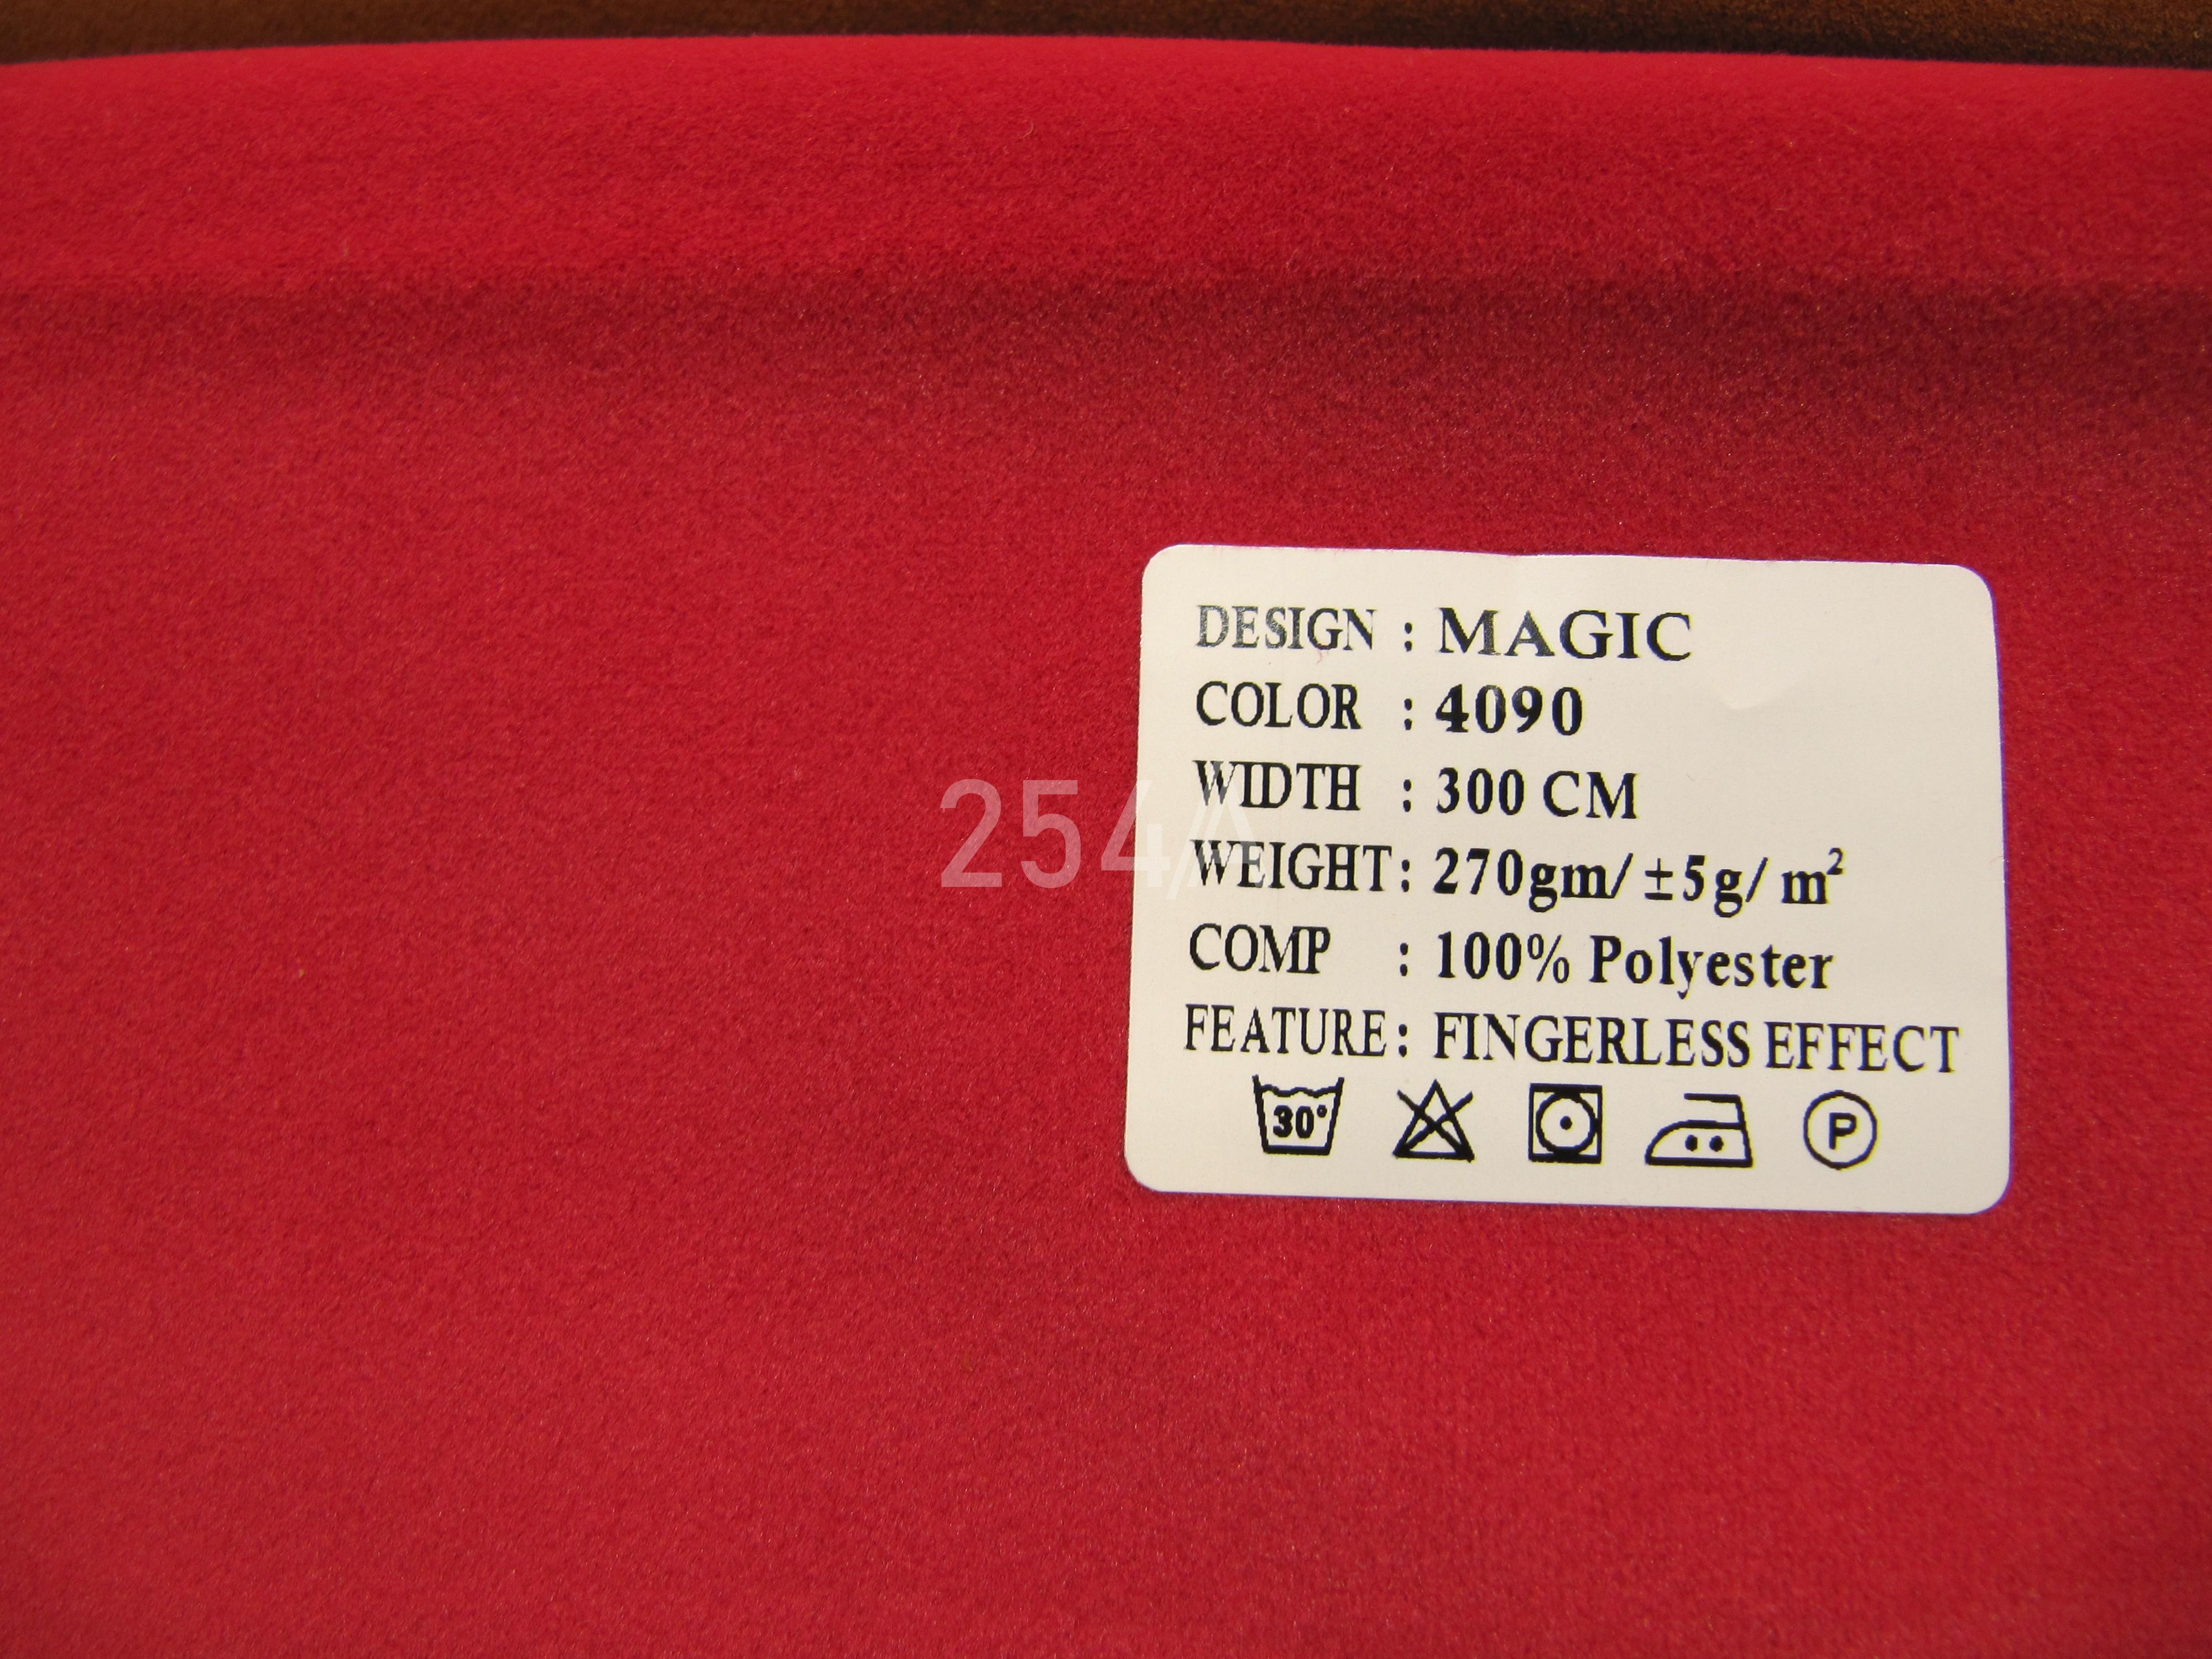 DESIGN : MAGIC
COLOR : 4090
WIDTH : 300 CM
WEIGHT : 270gm/ ±5g/ m²
COMP : 100% Polyester
FEATURE : FINGERLESS EFFECT
30° P
254/A